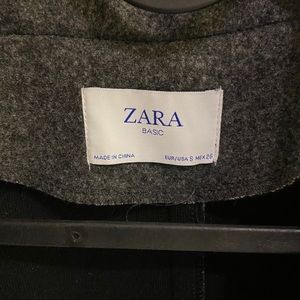 ZARA
BASIC
MADE IN CHINA EUR/USA S MEX 26